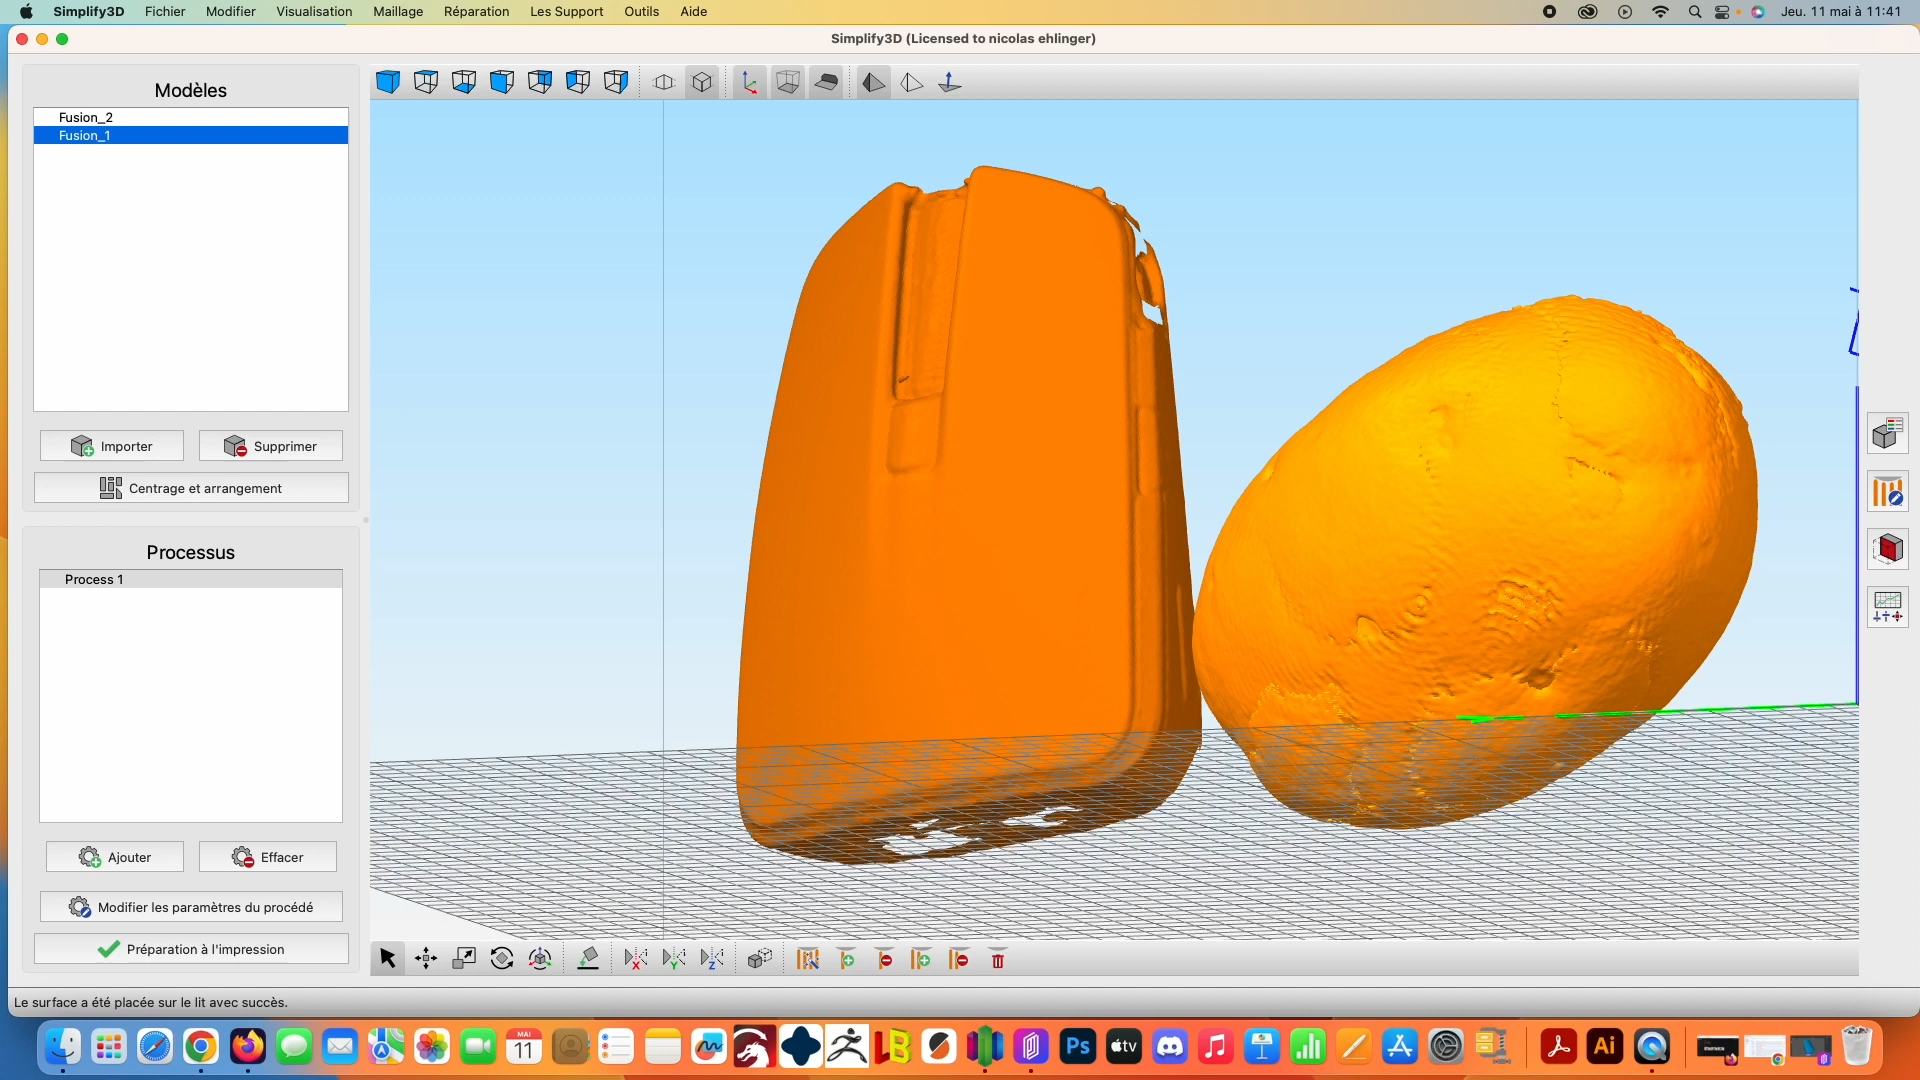 Simplify3D Fichier Modifier Visualisation Maillage Réparation Les Support Outils Aide Jeu. 11 mai à 11:41
Simplify3D (Licensed to nicolas ehlinger)
Modèles
Fusion_2
Fusion_1
Importer Supprimer
Centrage et arrangement
Processus
Process 1
Ajouter Effacer
Modifier les paramètres du procédé
Préparation à l'impression
X Y Z
Le surface a été placée sur le lit avec succès.
MAI
11
LB
Ps
tv
Ai